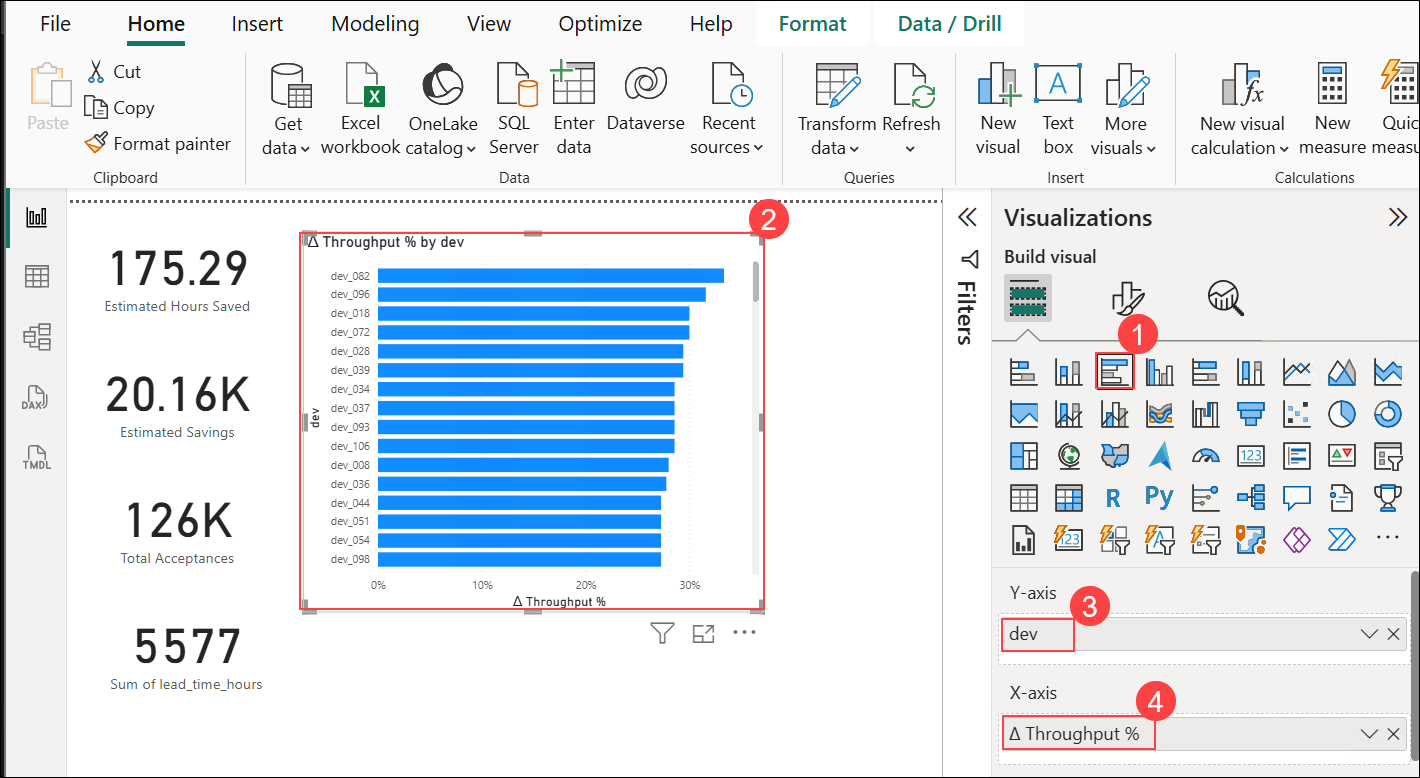 File Home Insert Modeling View Optimize Help Format Data / Drill
Paste
Cut
Copy
Format painter
Clipboard
Get data
Excel workbook
OneLake catalog
SQL Server
Enter data
Dataverse
Recent sources
Data
Transform data
Refresh
Queries
New visual
Text box
More visuals
Insert
New visual calculation
New measure
Quic
measu
Calculations
DAX
TMDL
175.29
Estimated Hours Saved
20.16K
Estimated Savings
126K
Total Acceptances
5577
Sum of lead_time_hours
2
Δ Throughput % by dev
dev
dev_082
dev_096
dev_018
dev_072
dev_028
dev_039
dev_034
dev_037
dev_093
dev_106
dev_008
dev_036
dev_044
dev_051
dev_054
dev_098
0% 10% 20% 30%
Δ Throughput %
Filters
Visualizations
Build visual
1
123
R Py
123
Y-axis
3
dev
X-axis
4
Δ Throughput %